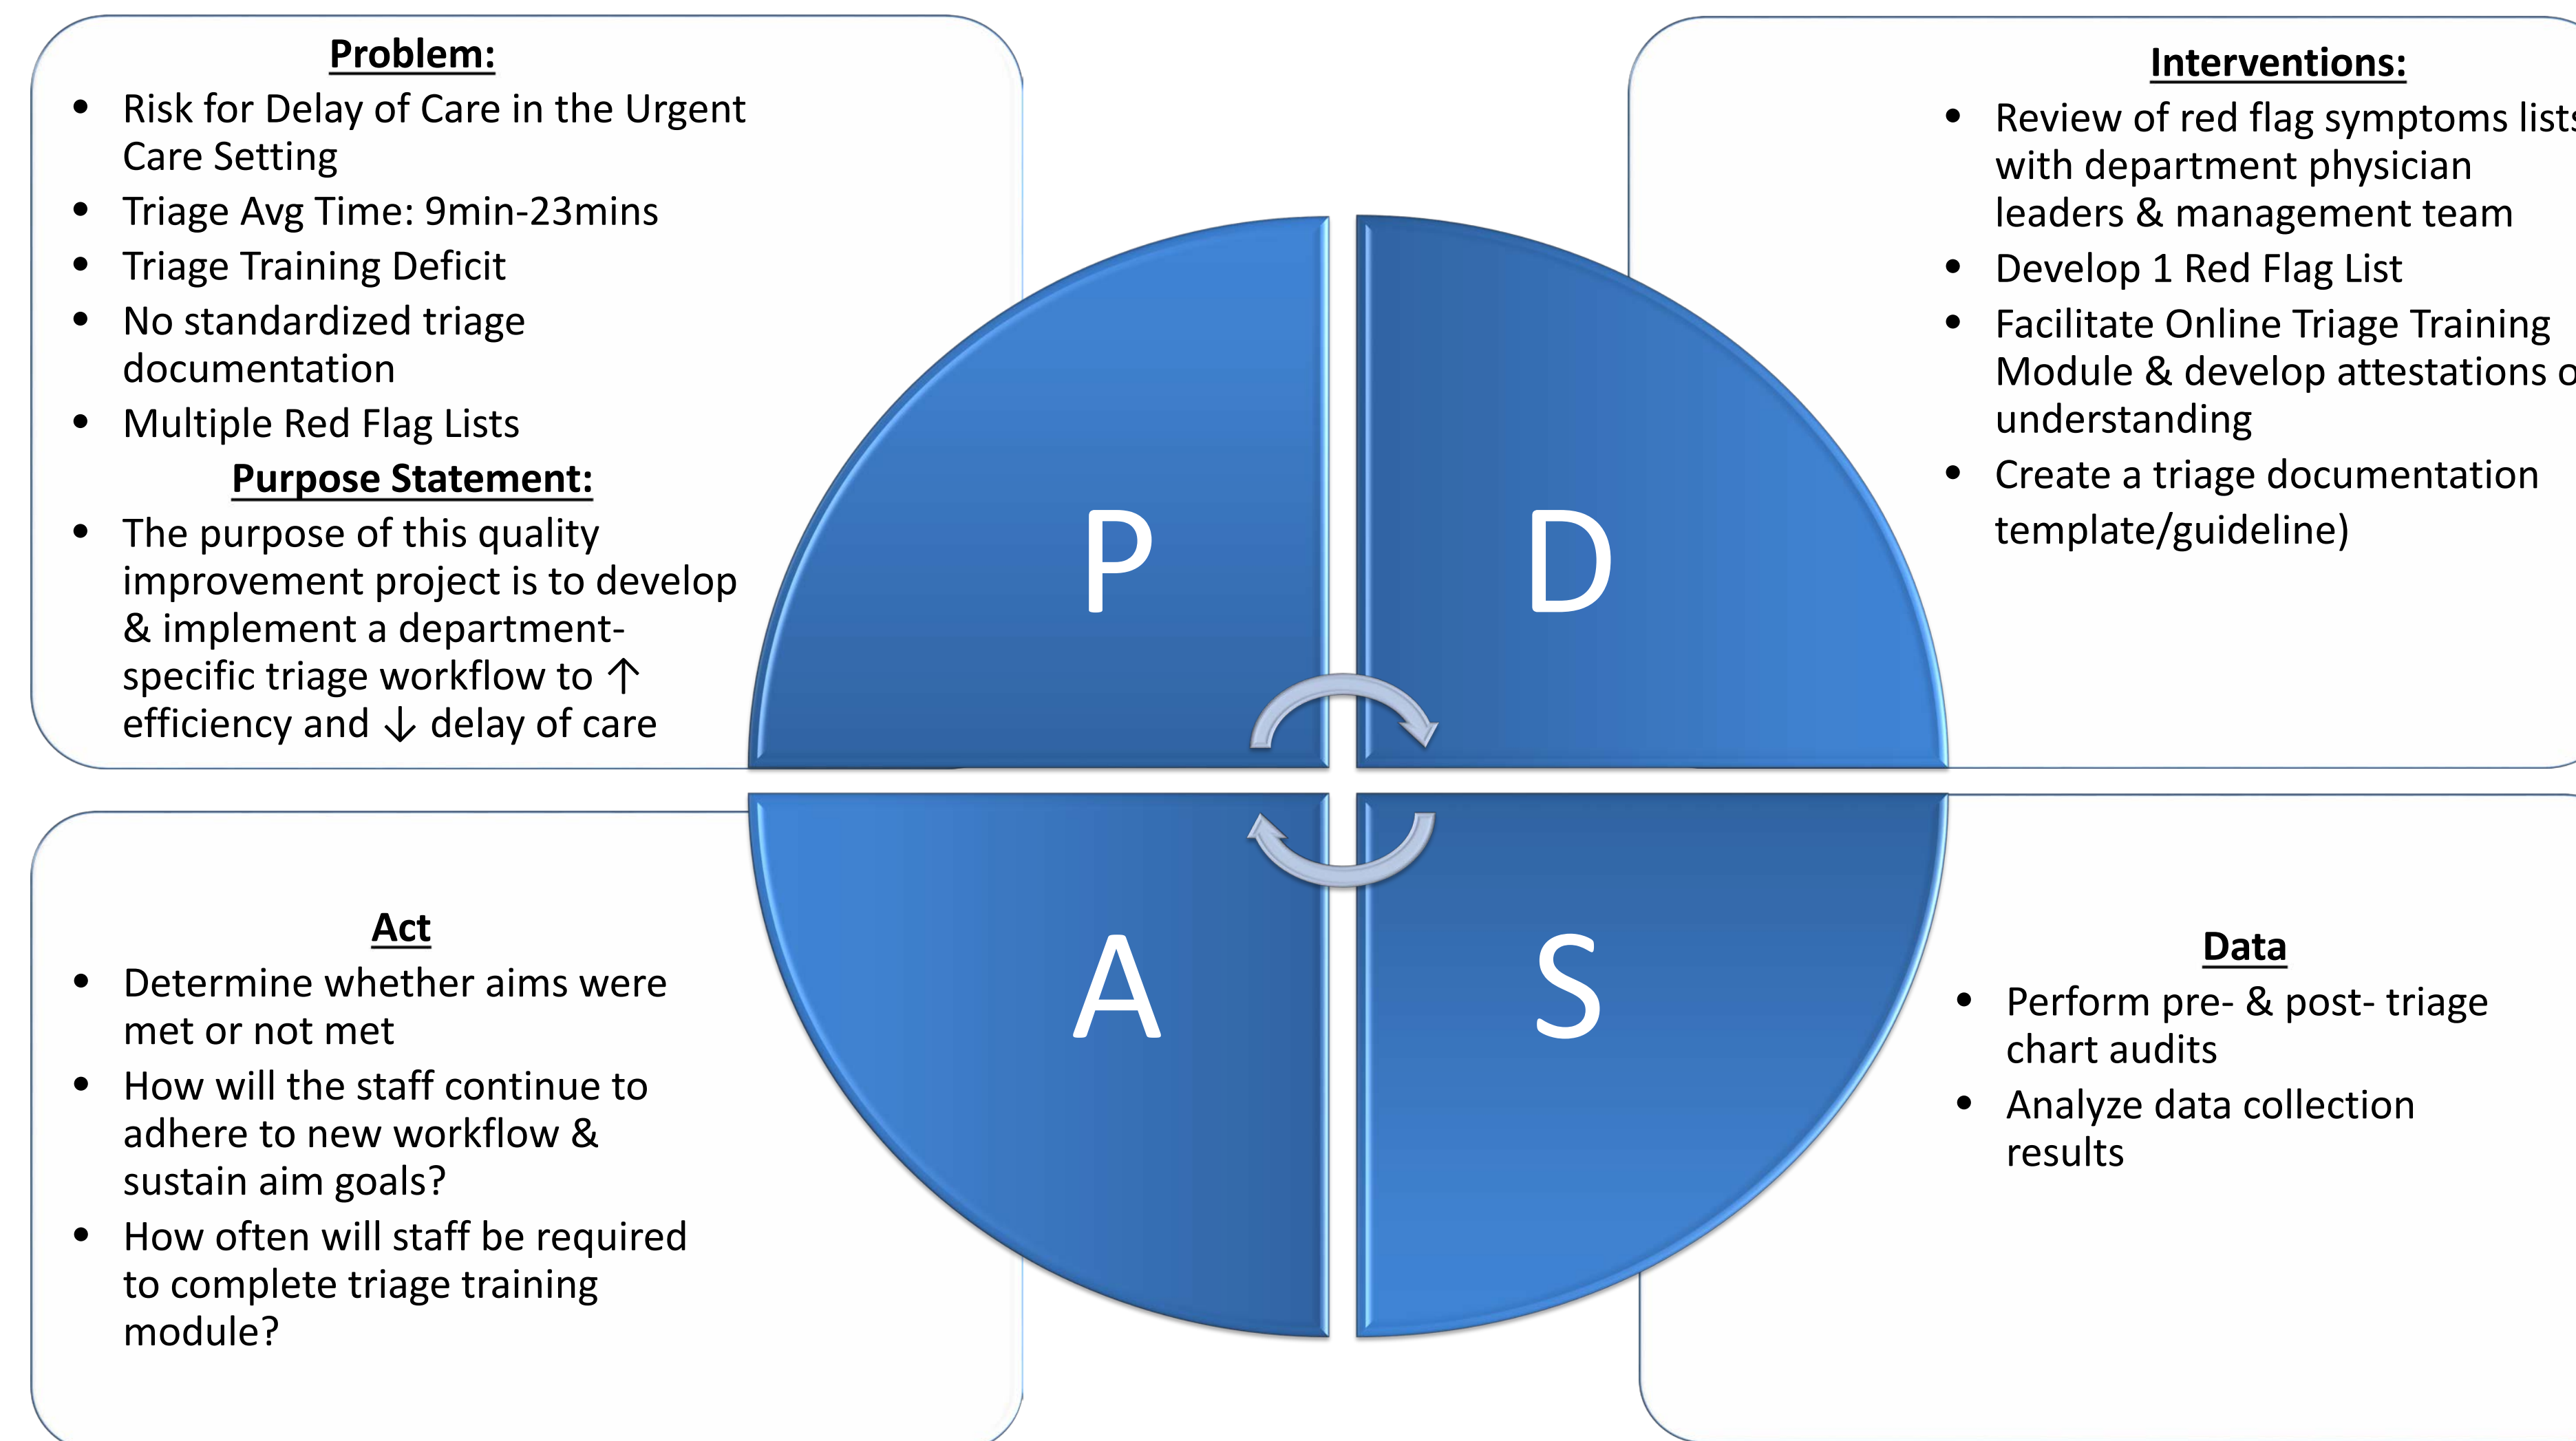 Problem:
• Risk for Delay of Care in the Urgent
Care Setting
• Triage Avg Time: 9min-23mins
• Triage Training Deficit
• No standardized triage
documentation
• Multiple Red Flag Lists
Purpose Statement:
• The purpose of this quality
improvement project is to develop
& implement a department-
specific triage workflow to ↑
efficiency and ↓ delay of care
P
D
Interventions:
• Review of red flag symptoms lists
with department physician
leaders & management team
• Develop 1 Red Flag List
• Facilitate Online Triage Training
Module & develop attestations
understanding
• Create a triage documentation
template/guideline)
Act
• Determine whether aims were
met or not met
• How will the staff continue to
adhere to new workflow &
sustain aim goals?
• How often will staff be required
to complete triage training
module?
A
S
Data
• Perform pre- & post- triage
chart audits
• Analyze data collection
results